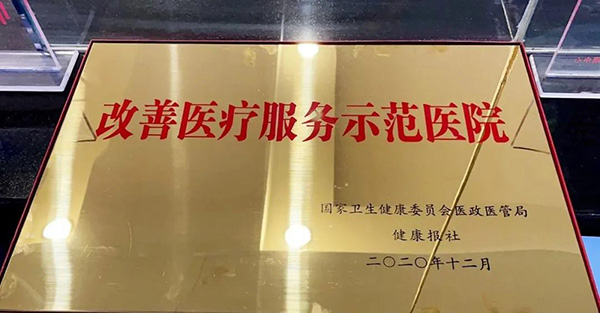 改善医疗服务示范医院
国家卫生健康委员会医政医管局
健康报社
二〇二〇年十二月